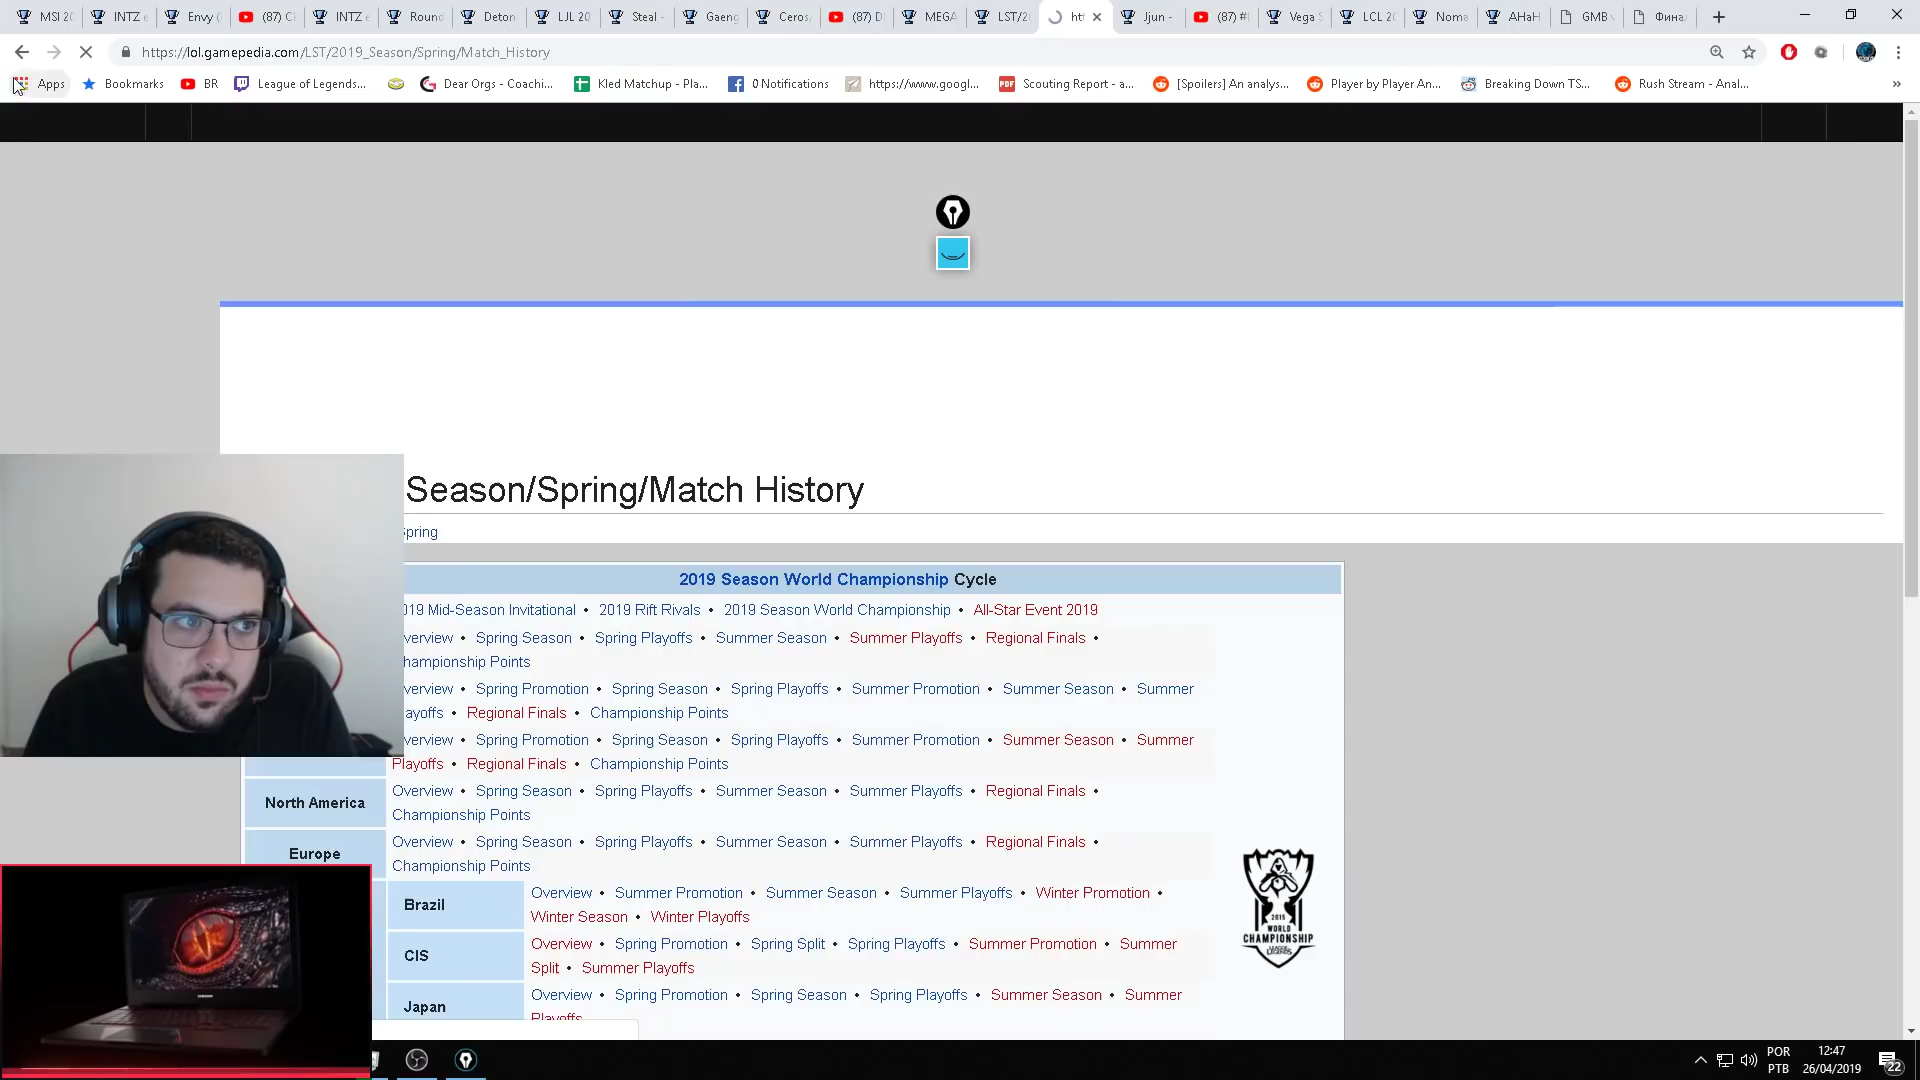 MSI 20
INTZ e
Envy (
(87) C
INTZ e
Round
Deton
LJL 20
Steal -
Gaeng
Ceros/
(87) D
MEGA
LST/20
htt
Jjun -
(87) #
Vega S
LCL 20
Noma
AHaH
GMB v
Фина
https://lol.gamepedia.com/LST/2019_Season/Spring/Match_History
Apps
Bookmarks
BR
League of Legends...
Dear Orgs - Coachi...
Kled Matchup - Pla...
0 Notifications
https://www.googl...
Scouting Report - a...
[Spoilers] An analys...
Player by Player An...
Breaking Down TS...
Rush Stream - Anal...
»
Season/Spring/Match History
Spring
2019 Season World Championship Cycle
019 Mid-Season Invitational • 2019 Rift Rivals • 2019 Season World Championship • All-Star Event 2019
verview • Spring Season • Spring Playoffs • Summer Season • Summer Playoffs • Regional Finals •
hampionship Points
verview • Spring Promotion • Spring Season • Spring Playoffs • Summer Promotion • Summer Season • Summer
ayoffs • Regional Finals • Championship Points
verview • Spring Promotion • Spring Season • Spring Playoffs • Summer Promotion • Summer Season • Summer
Playoffs • Regional Finals • Championship Points
North America
Overview • Spring Season • Spring Playoffs • Summer Season • Summer Playoffs • Regional Finals •
Championship Points
Europe
Overview • Spring Season • Spring Playoffs • Summer Season • Summer Playoffs • Regional Finals •
Championship Points
Brazil
Overview • Summer Promotion • Summer Season • Summer Playoffs • Winter Promotion •
Winter Season • Winter Playoffs
CIS
Overview • Spring Promotion • Spring Split • Spring Playoffs • Summer Promotion • Summer
Split • Summer Playoffs
Japan
Overview • Spring Promotion • Spring Season • Spring Playoffs • Summer Season • Summer
Playoffs
2015
WORLD
CHAMPIONSHIP
LEAGUE LEGENDS
SAMSUNG
POR
PTB
12:47
26/04/2019
22